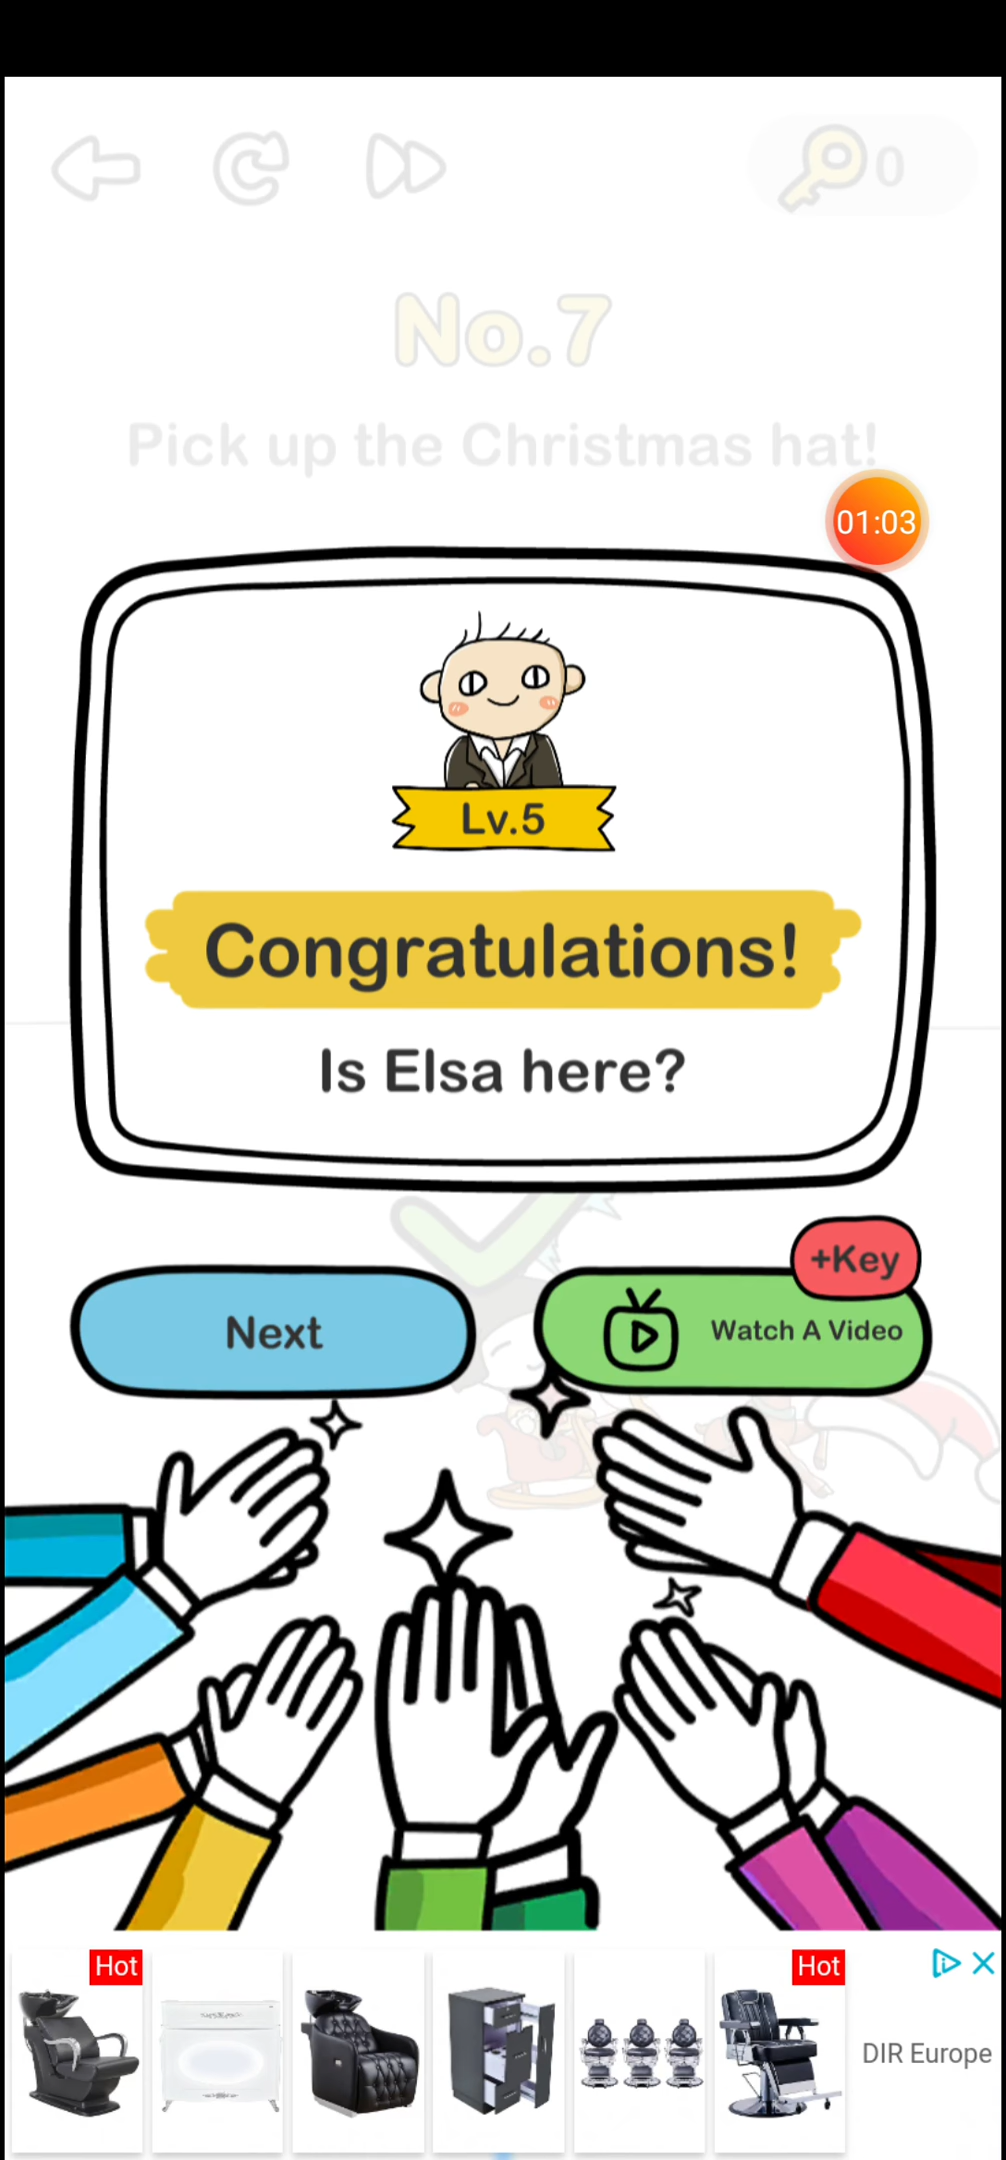 0
No.7
Pick up the Christmas hat!
01:03
Lv.5
Congratulations!
Is Elsa here?
+Key
Next
Watch A Video
Hot
Hot
DIR Europe